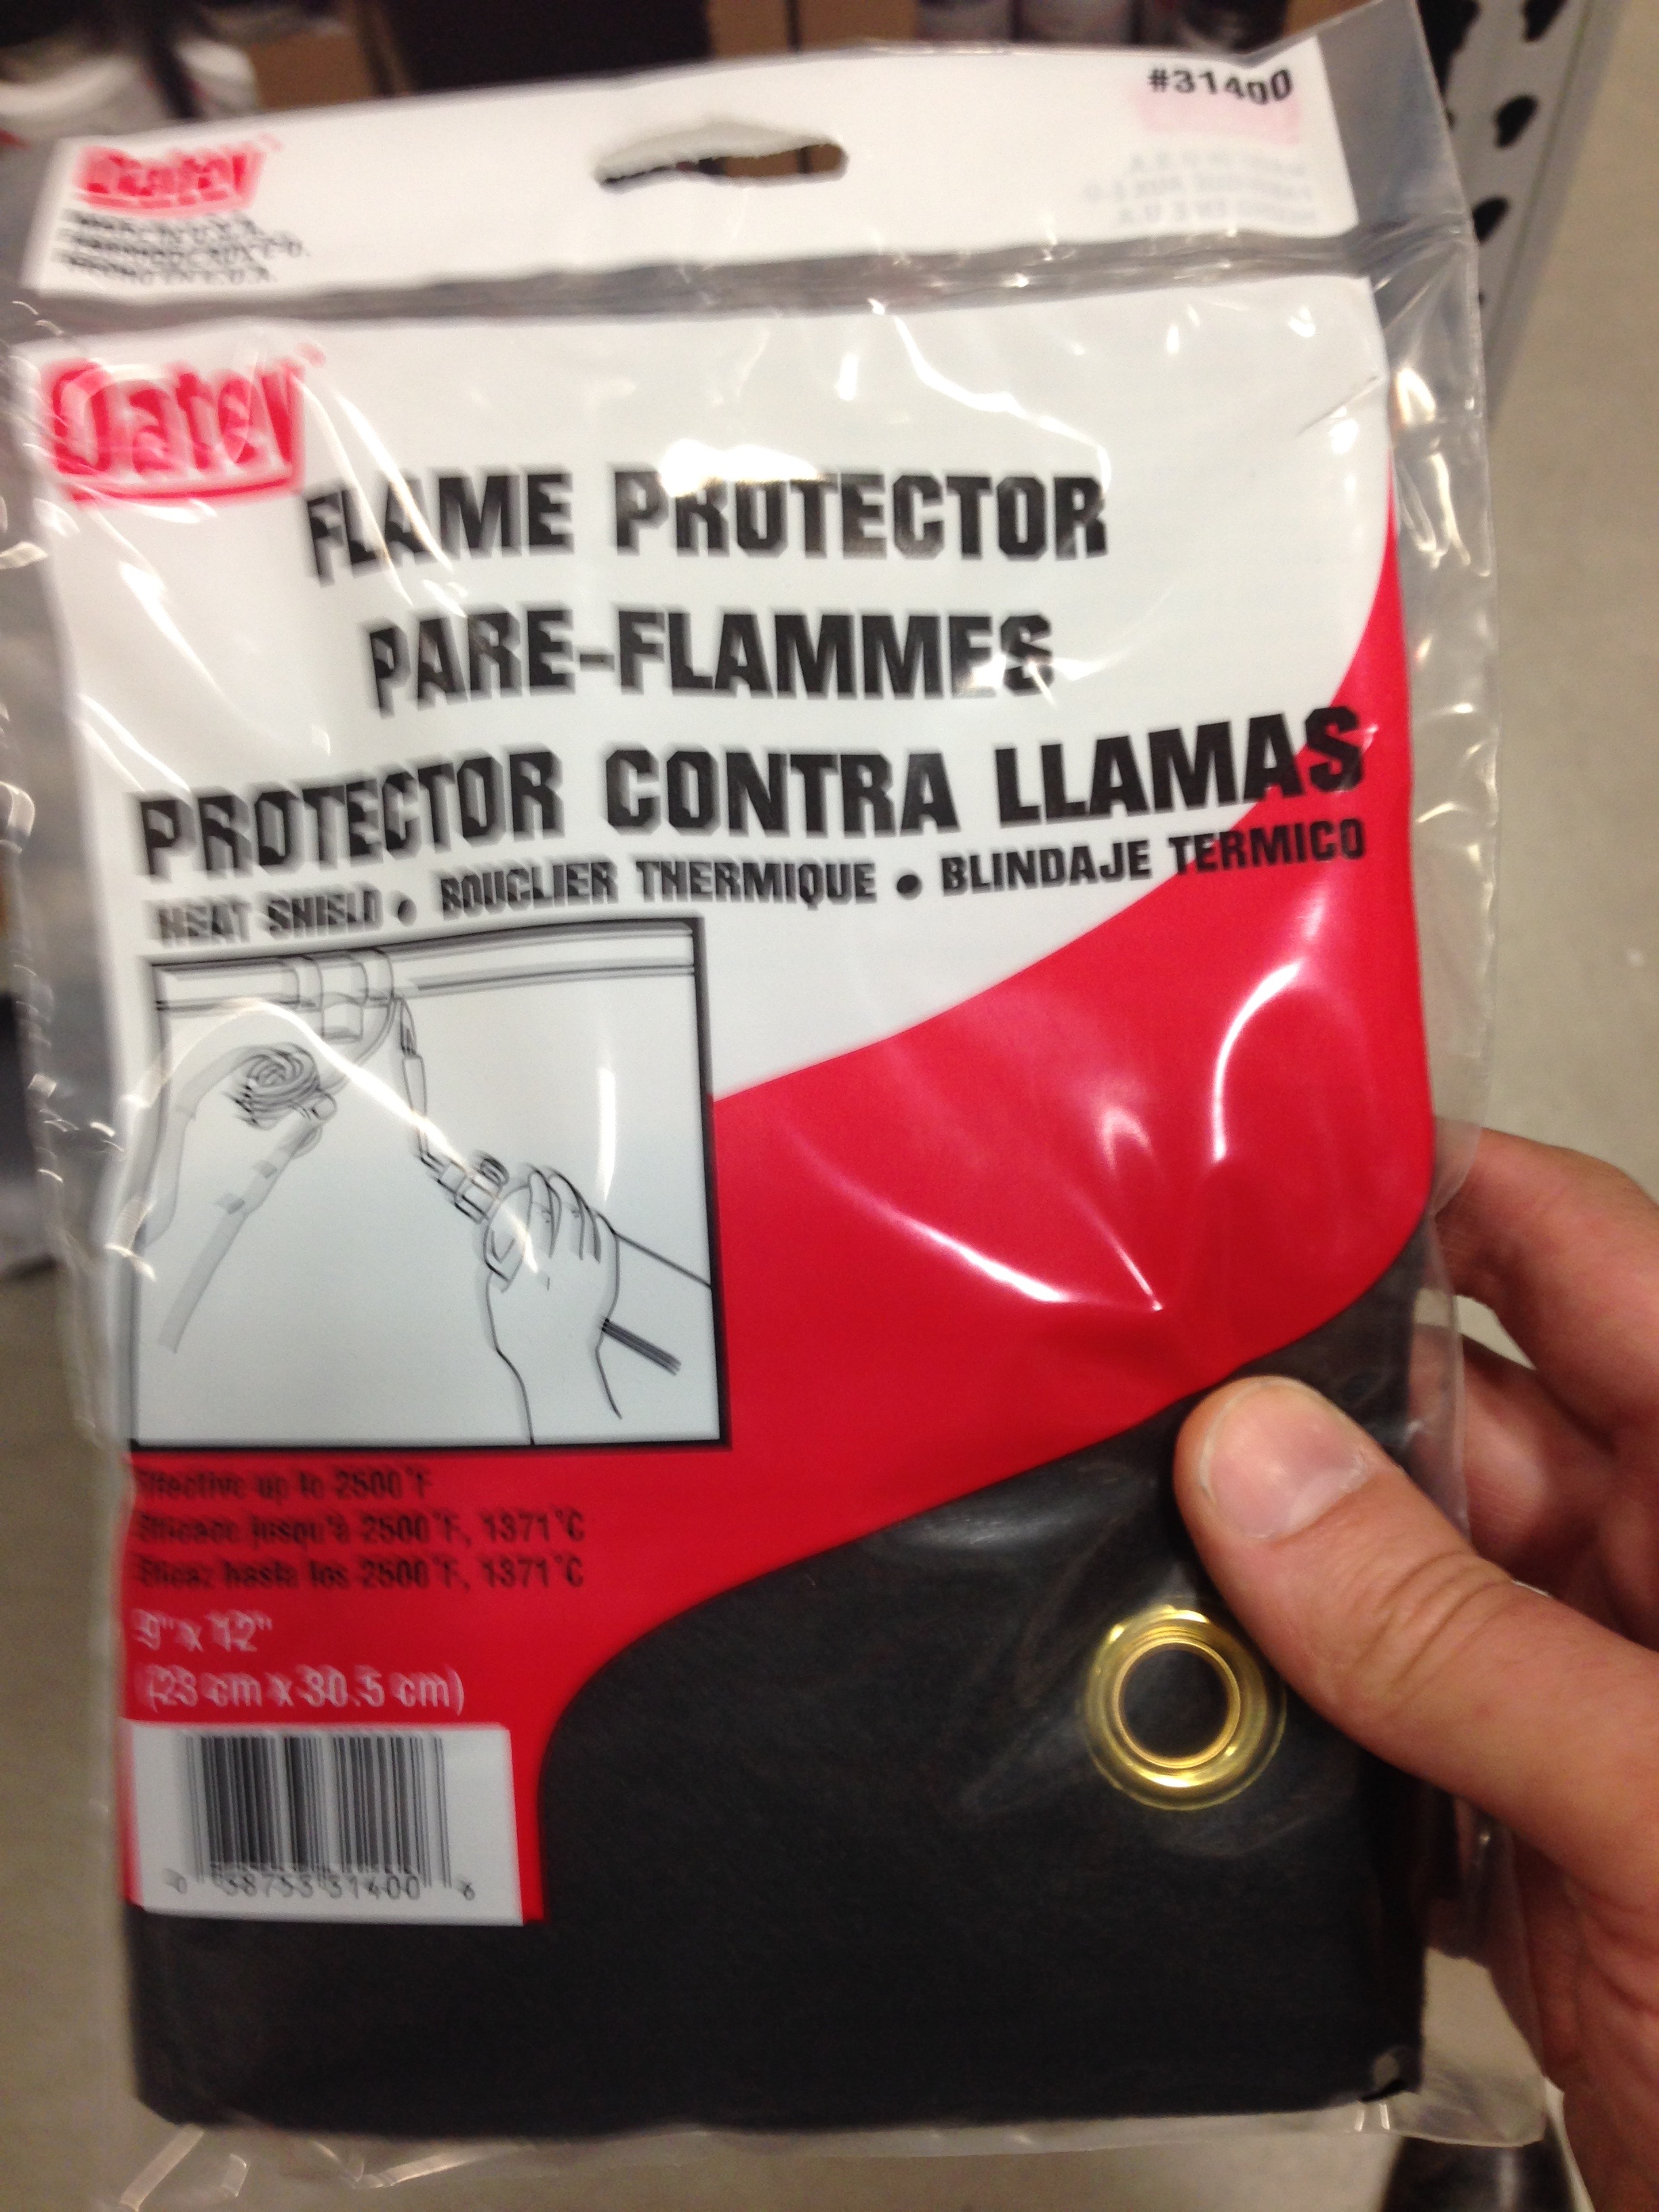 #31400
Oatey
Oatey
FLAME PROTECTOR
PARE-FLAMMES
PROTECTOR CONTRA LLAMAS
HEAT SHIELD • BOUCLIER THERMIQUE • BLINDAJE TERMICO
Effective up to 2500°F
Efficace jusqu'à 2500°F, 1371°C
Eficaz hasta los 2500°F, 1371°C
9" x 12"
(23 cm x 30.5 cm)
0 38753 31400 6